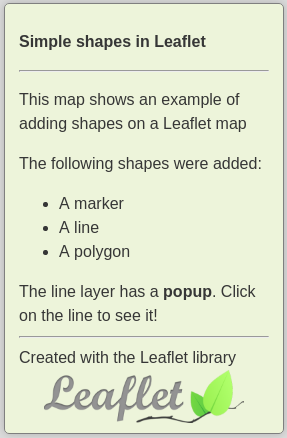 Simple shapes in Leaflet
This map shows an example of
adding shapes on a Leaflet map
The following shapes were added:
• A marker
• A line
• A polygon
The line layer has a popup. Click
on the line to see it!
Created with the Leaflet library
Leaflet